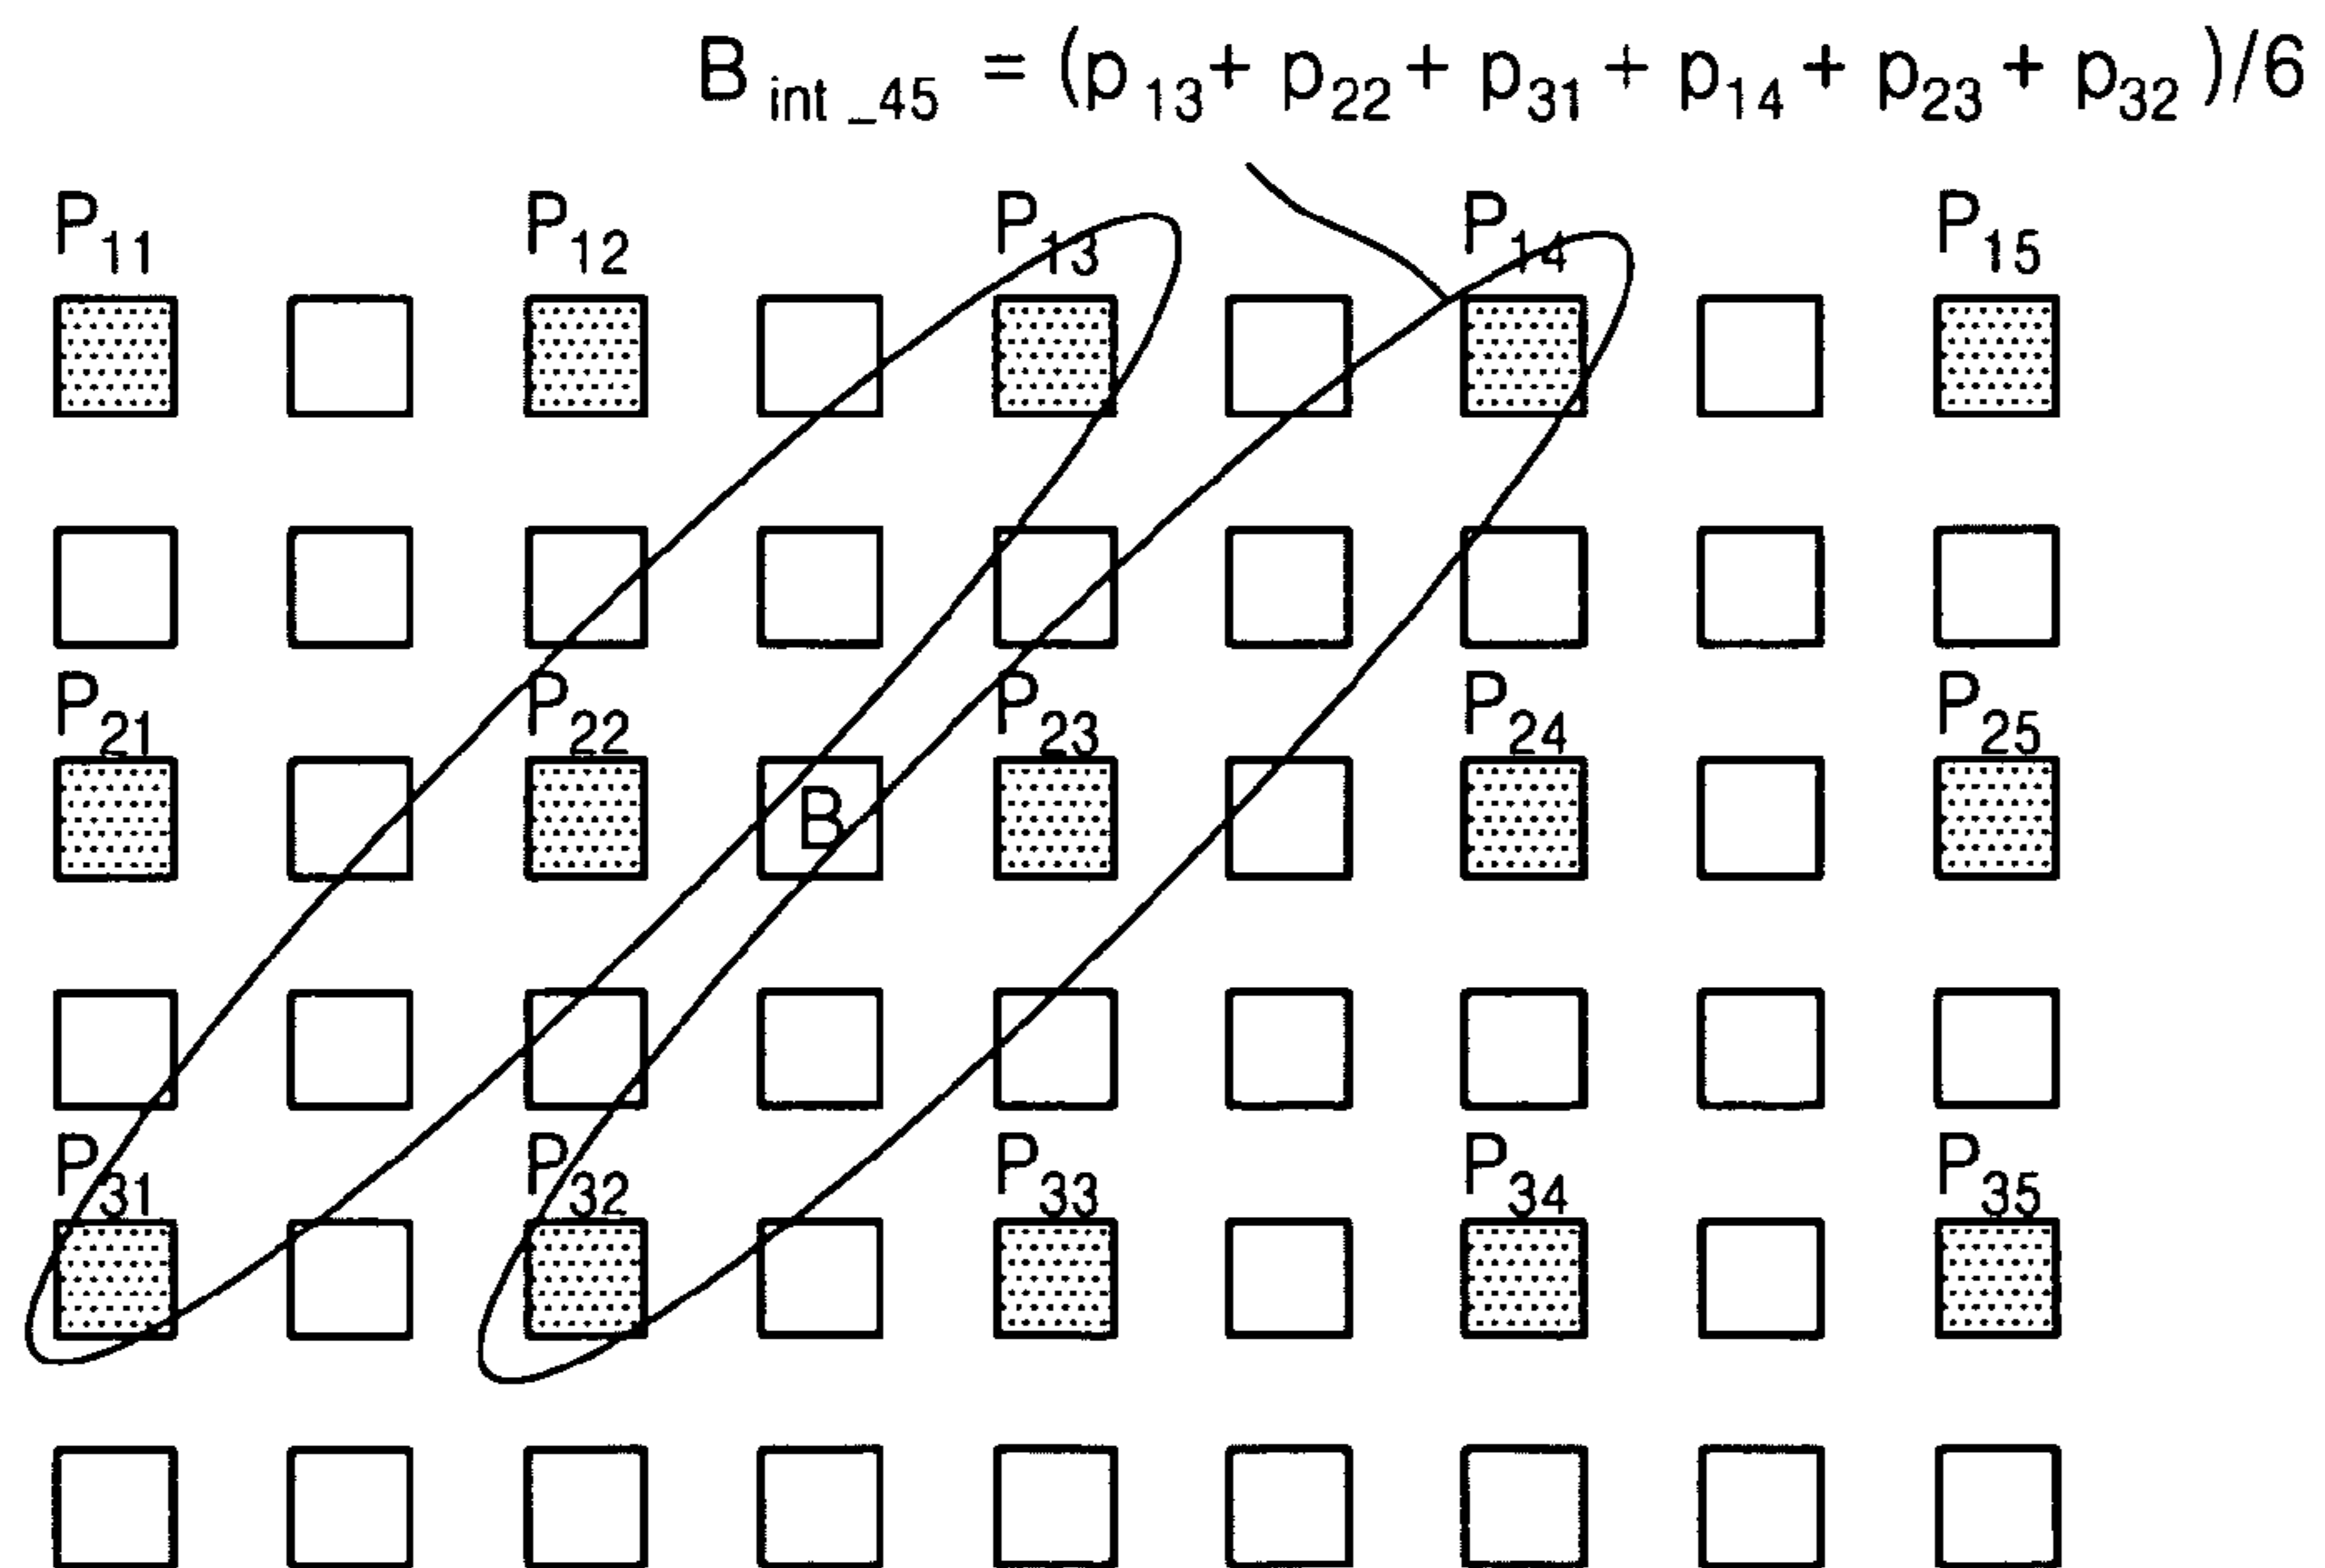 B int _45 = (p13+ p22+ p31 + p14 + p23 + p32 )/6
P11 P12 P13 P14 P15
P21 P22 P23 P24 P25
B
P31 P32 P33 P34 P35